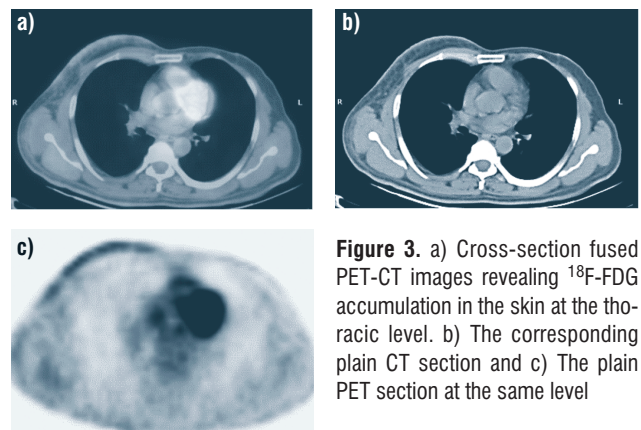 a)
R
L
b)
R
L
c)
Figure 3. a) Cross-section fused
PET-CT images revealing 18F-FDG
accumulation in the skin at the tho-
racic level. b) The corresponding
plain CT section and c) The plain
PET section at the same level